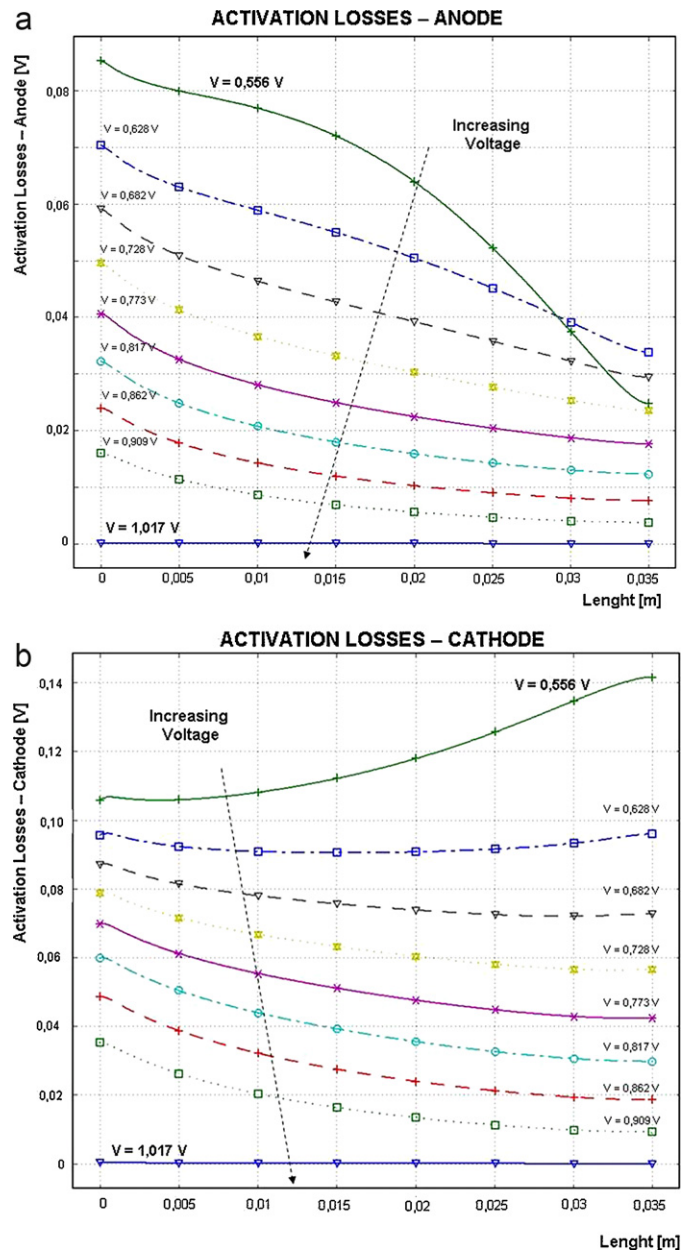 a
ACTIVATION LOSSES – ANODE
Activation Losses – Anode [V]
0,08
0,06
0,04
0,02
0
V = 0,556 V
Increasing
Voltage
V = 0,628 V
V = 0,682 V
V = 0,728 V
V = 0,773 V
V = 0,817 V
V = 0,862 V
V = 0,909 V
V = 1,017 V
0 0,005 0,01 0,015 0,02 0,025 0,03 0,035
Lenght [m]
b
ACTIVATION LOSSES – CATHODE
Activation Losses – Cathode [V]
0,14
0,12
0,10
0,08
0,06
0,04
0,02
0
V = 0,556 V
Increasing
Voltage
V = 0,628 V
V = 0,682 V
V = 0,728 V
V = 0,773 V
V = 0,817 V
V = 0,862 V
V = 0,909 V
V = 1,017 V
0 0,005 0,01 0,015 0,02 0,025 0,03 0,035
Lenght [m]